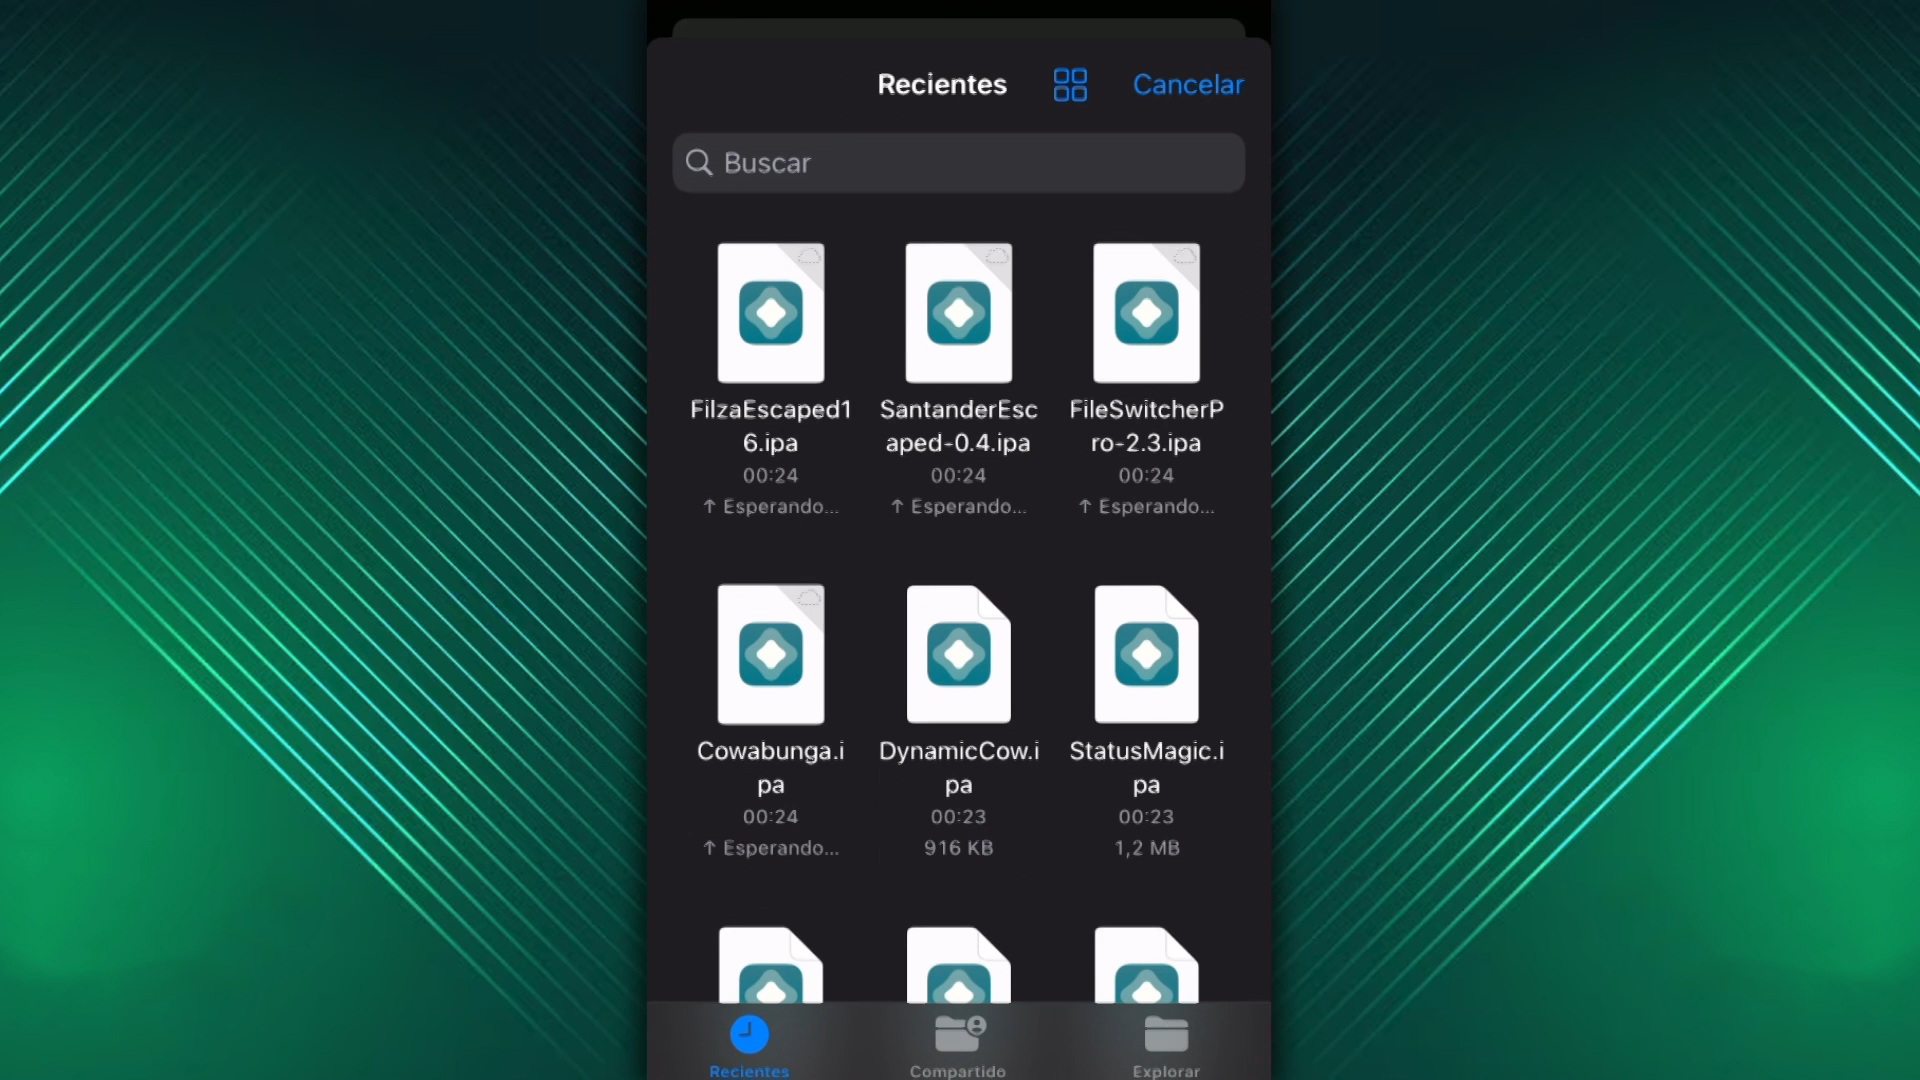 Recientes
Cancelar
Buscar
FilzaEscaped1
6.ipa
00:24
↑ Esperando...
SantanderEsc
aped-0.4.ipa
00:24
↑ Esperando...
FileSwitcherP
ro-2.3.ipa
00:24
↑ Esperando...
Cowabunga.i
pa
00:24
↑ Esperando...
DynamicCow.i
pa
00:23
916 KB
StatusMagic.i
pa
00:23
1,2 MB
Recientes
Compartido
Explorar